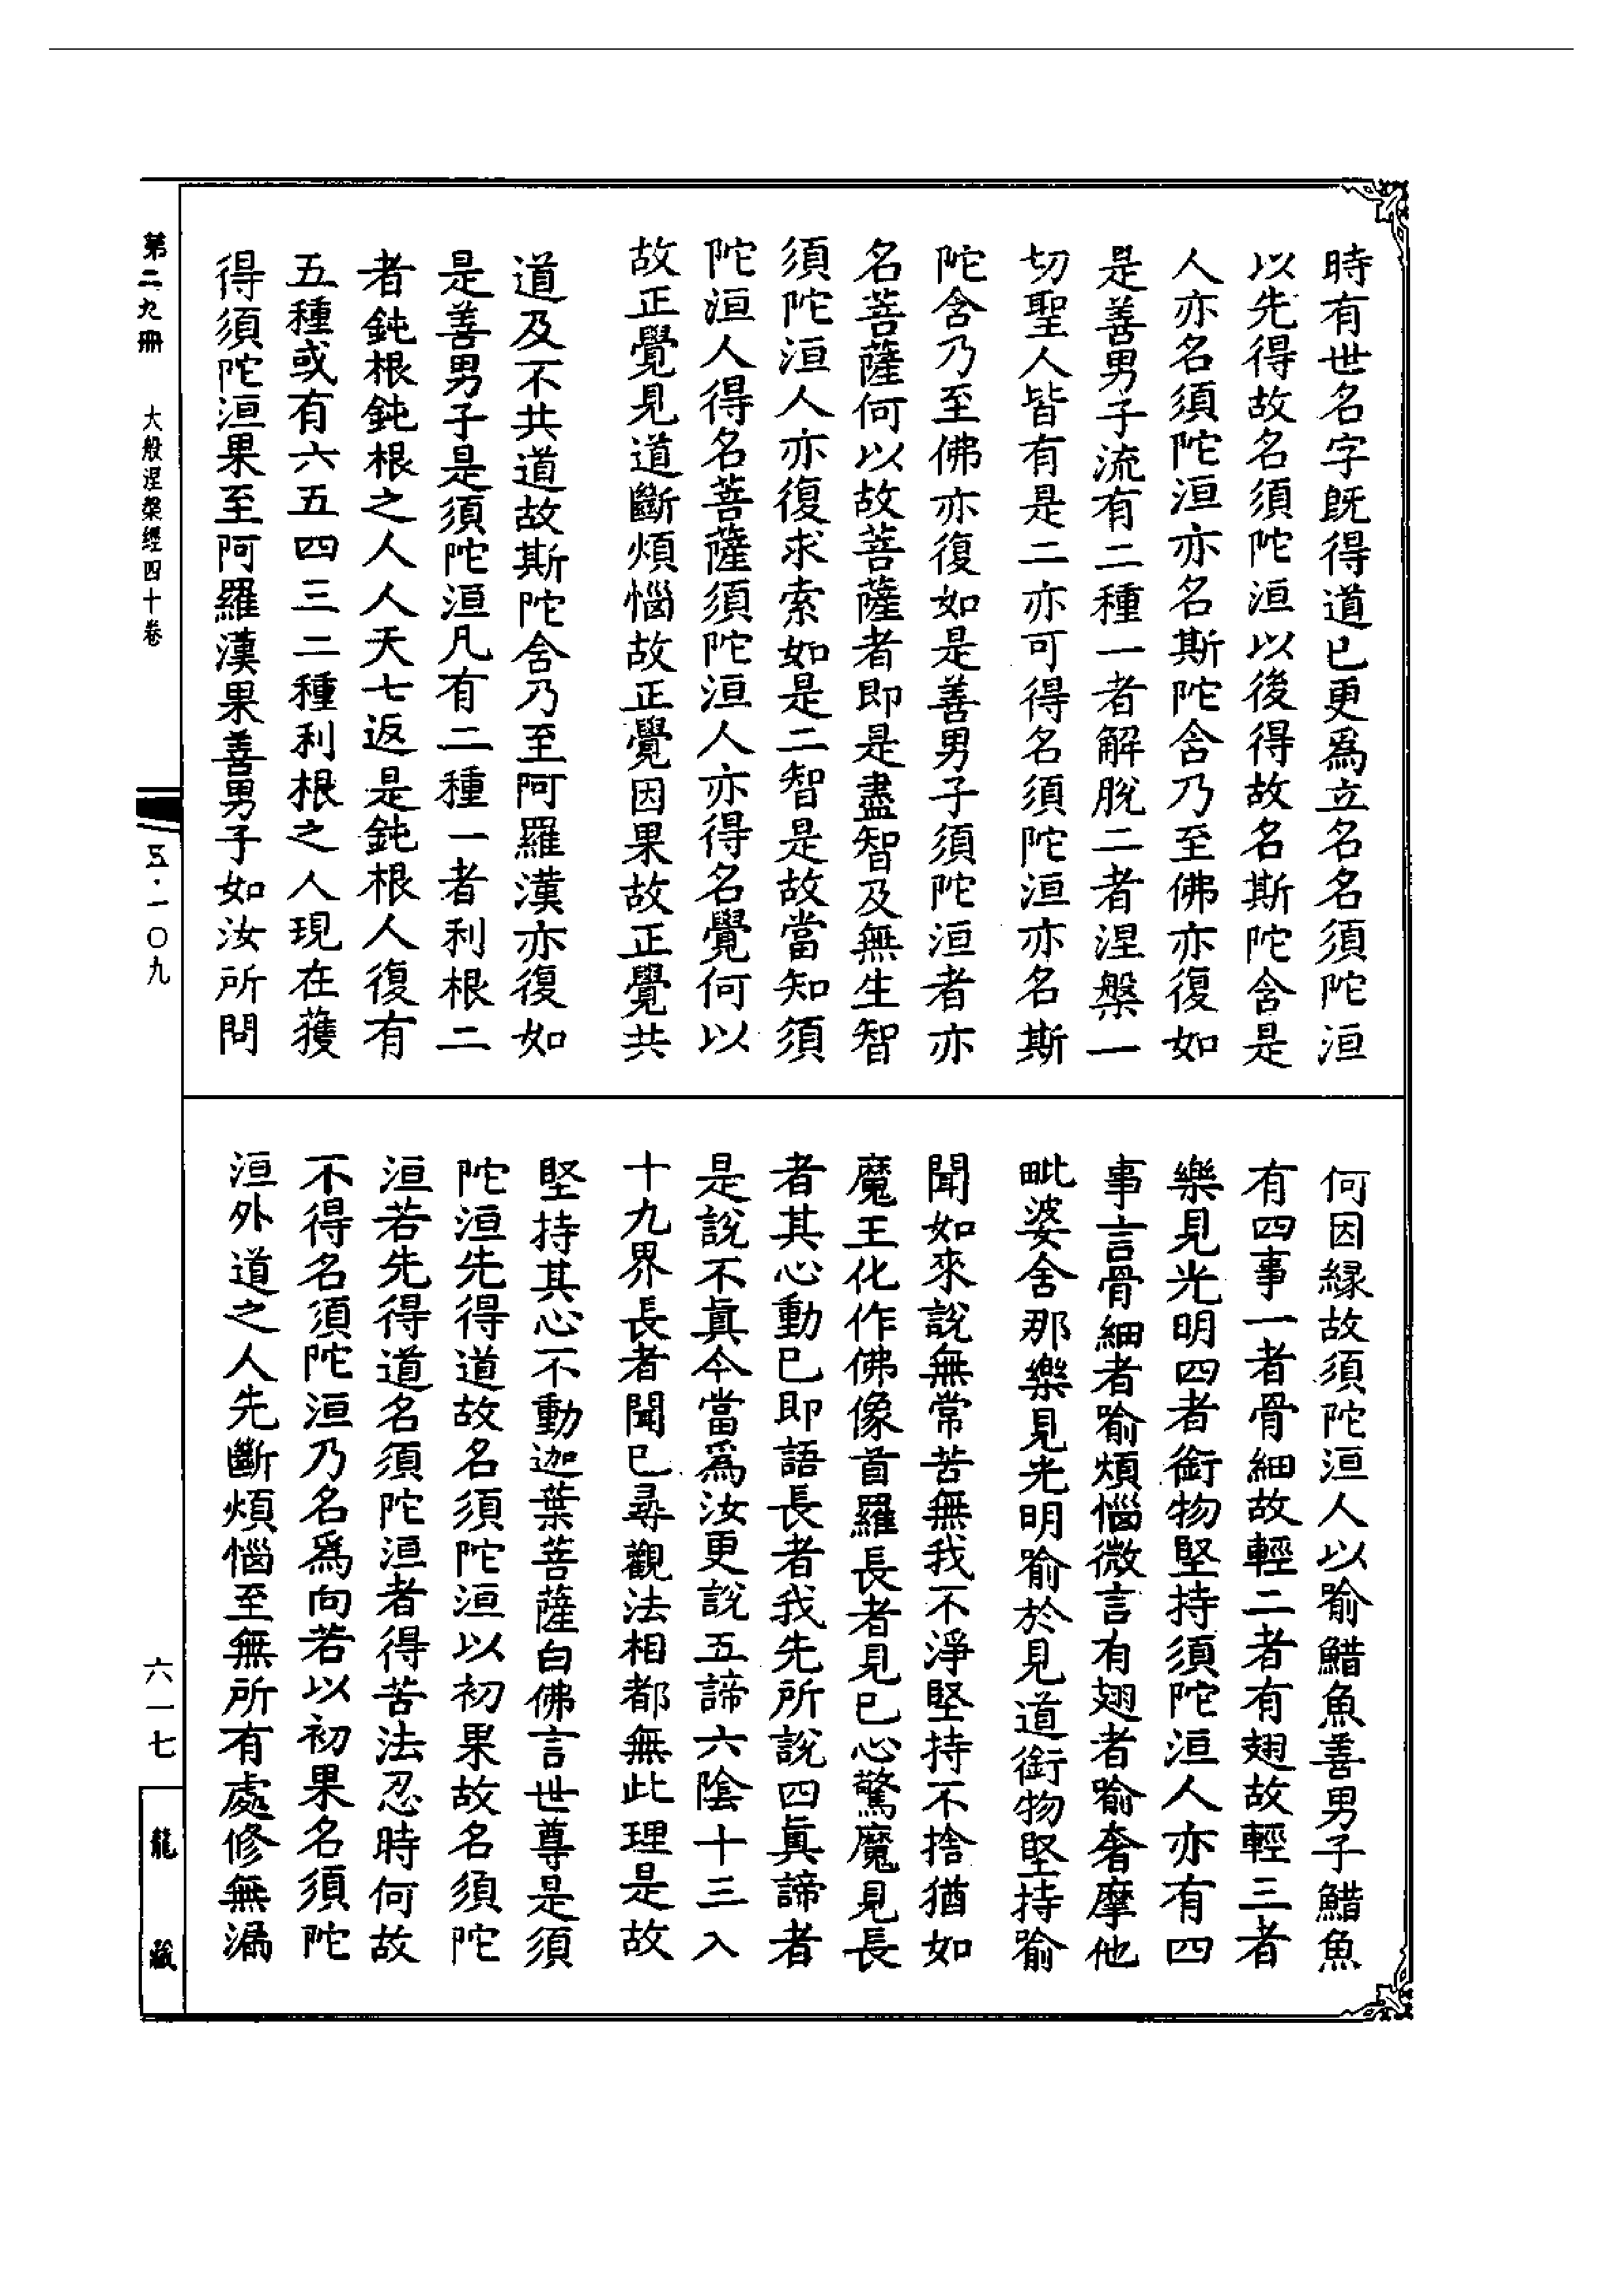 時有世名字既得道已更爲立名名須陀洹
以先得故名須陀洹以後得故名斯陀含是
人亦名須陀洹亦名斯陀含乃至佛亦復如
是善男子流有二種一者解脫二者涅槃一
切聖人皆有是二亦可得名須陀洹亦名斯
陀含乃至佛亦復如是善男子須陀洹者亦
名菩薩何以故菩薩者即是盡智及無生智
須陀洹人亦復求索如是二智是故當知須
陀洹人得名菩薩須陀洹人亦得名覺何以
故正覺見道斷煩惱故正覺因果故正覺共
道及不共道故斯陀含乃至阿羅漢亦復如
是善男子是須陀洹凡有二種一者利根二
者鈍根鈍根之人人天七返是鈍根人復有
五種或有六五四三二種利根之人現在獲
得須陀洹果至阿羅漢果善男子如汝所問
何因緣故須陀洹人以喻䱜魚善男子䱜魚
有四事一者骨細故輕二者有翅故輕三者
樂見光明四者銜物堅持須陀洹人亦有四
事言骨細者喻煩惱微言有翅者喻奢摩他
毗婆舍那樂見光明喻於見道銜物堅持喻
聞如來說無常苦無我不淨堅持不捨猶如
魔王化作佛像首羅長者見已心驚魔見長
者其心動已即語長者我先所說四眞諦者
是說不眞今當爲汝更說五諦六陰十三入
十九界長者聞已尋觀法相都無此理是故
堅持其心不動迦葉菩薩白佛言世尊是須
陀洹先得道故名須陀洹以初果故名須陀
洹若先得道名須陀洹者得苦法忍時何故
不得名須陀洹乃名爲向若以初果名須陀
洹外道之人先斷煩惱至無所有處修無漏
第二九冊 大般涅槃經四十卷 五·一〇九
六一七 龍藏